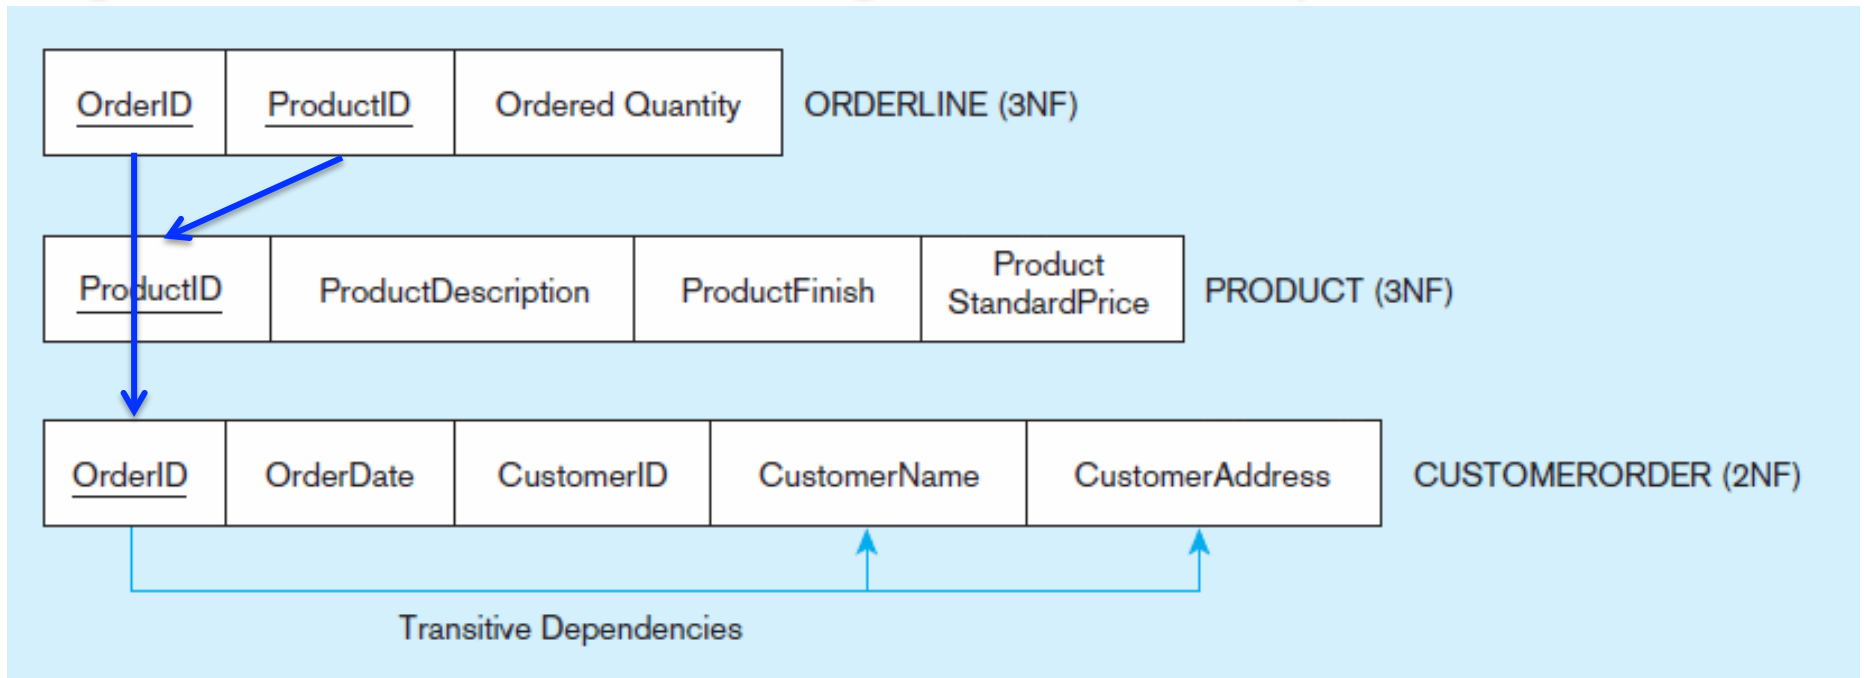 OrderID ProductID Ordered Quantity ORDERLINE (3NF)
ProductID ProductDescription ProductFinish Product StandardPrice PRODUCT (3NF)
OrderID OrderDate CustomerID CustomerName CustomerAddress CUSTOMERORDER (2NF)
Transitive Dependencies